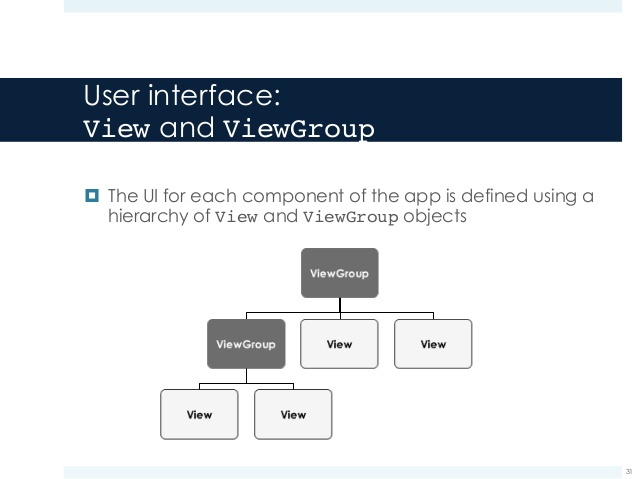 User interface:
View and ViewGroup
The UI for each component of the app is defined using a
hierarchy of View and ViewGroup objects
ViewGroup
ViewGroup
View
View
View
View
31